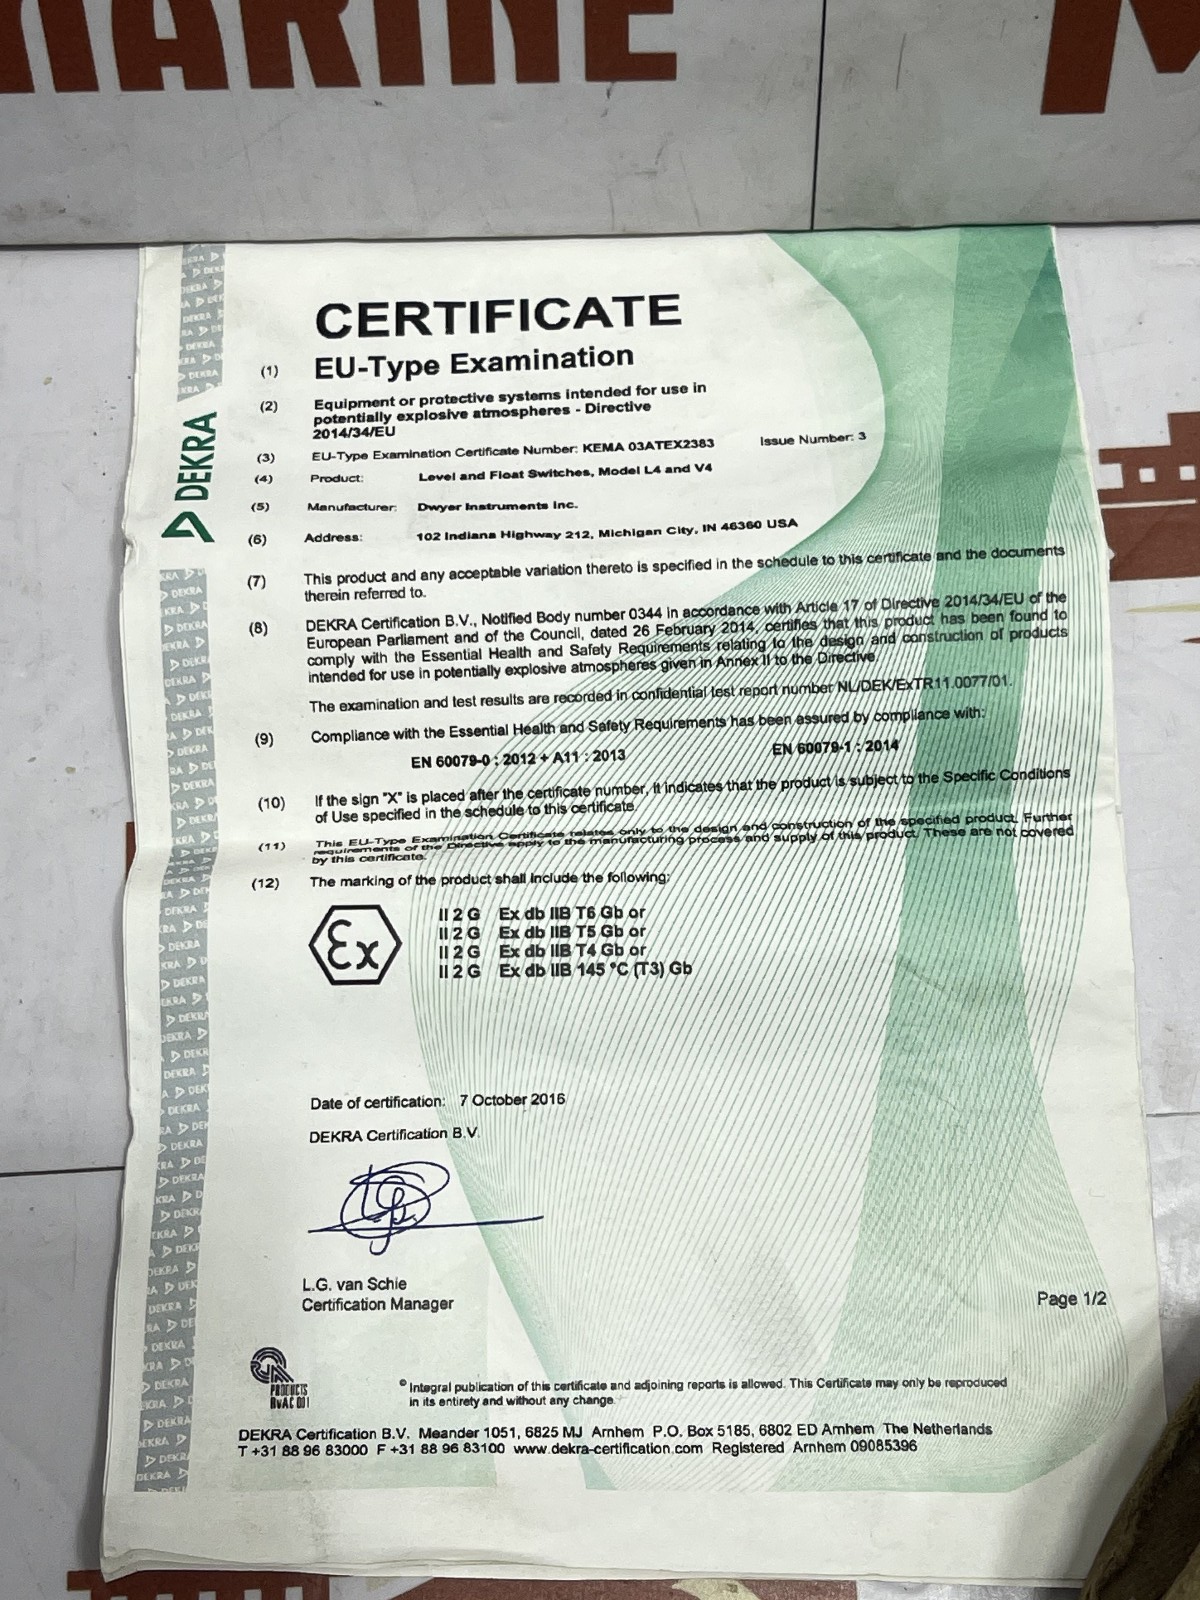 MARINE
M
CERTIFICATE
(1) EU-Type Examination
(2) Equipment or protective systems intended for use in
potentially explosive atmospheres - Directive
2014/34/EU
(3) EU-Type Examination Certificate Number: KEMA 03ATEX2383 Issue Number: 3
(4) Product: Level and Float Switches, Model L4 and V4
(5) Manufacturer: Dwyer Instruments Inc.
(6) Address: 102 Indiana Highway 212, Michigan City, IN 46360 USA
(7) This product and any acceptable variation thereto is specified in the schedule to this certificate and the documents
therein referred to.
(8) DEKRA Certification B.V., Notified Body number 0344 in accordance with Article 17 of Directive 2014/34/EU of the
European Parliament and of the Council, dated 26 February 2014, certifies that this product has been found to
comply with the Essential Health and Safety Requirements relating to the design and construction of products
intended for use in potentially explosive atmospheres given in Annex II to the Directive.
The examination and test results are recorded in confidential test report number NL/DEK/ExTR11.0077/01.
(9) Compliance with the Essential Health and Safety Requirements has been assured by compliance with:
EN 60079-0 : 2012 + A11 : 2013 EN 60079-1 : 2014
(10) If the sign "X" is placed after the certificate number, it indicates that the product is subject to the Specific Conditions
of Use specified in the schedule to this certificate.
(11) This EU-Type Examination Certificate relates only to the design and construction of the specified product. Further
requirements of the Directive apply to the manufacturing process and supply of this product. These are not covered
by this certificate.
(12) The marking of the product shall include the following:
Ex
II 2 G Ex db IIB T6 Gb or
II 2 G Ex db IIB T5 Gb or
II 2 G Ex db IIB T4 Gb or
II 2 G Ex db IIB 145 °C (T3) Gb
Date of certification: 7 October 2016
DEKRA Certification B.V.
L.G. van Schie
Certification Manager
Page 1/2
RvA
PRODUCTS
RvAC 001
© Integral publication of this certificate and adjoining reports is allowed. This Certificate may only be reproduced
in its entirety and without any change.
DEKRA Certification B.V. Meander 1051, 6825 MJ Arnhem P.O. Box 5185, 6802 ED Arnhem The Netherlands
T +31 88 96 83000 F +31 88 96 83100 www.dekra-certification.com Registered Arnhem 09085396
DEKRA